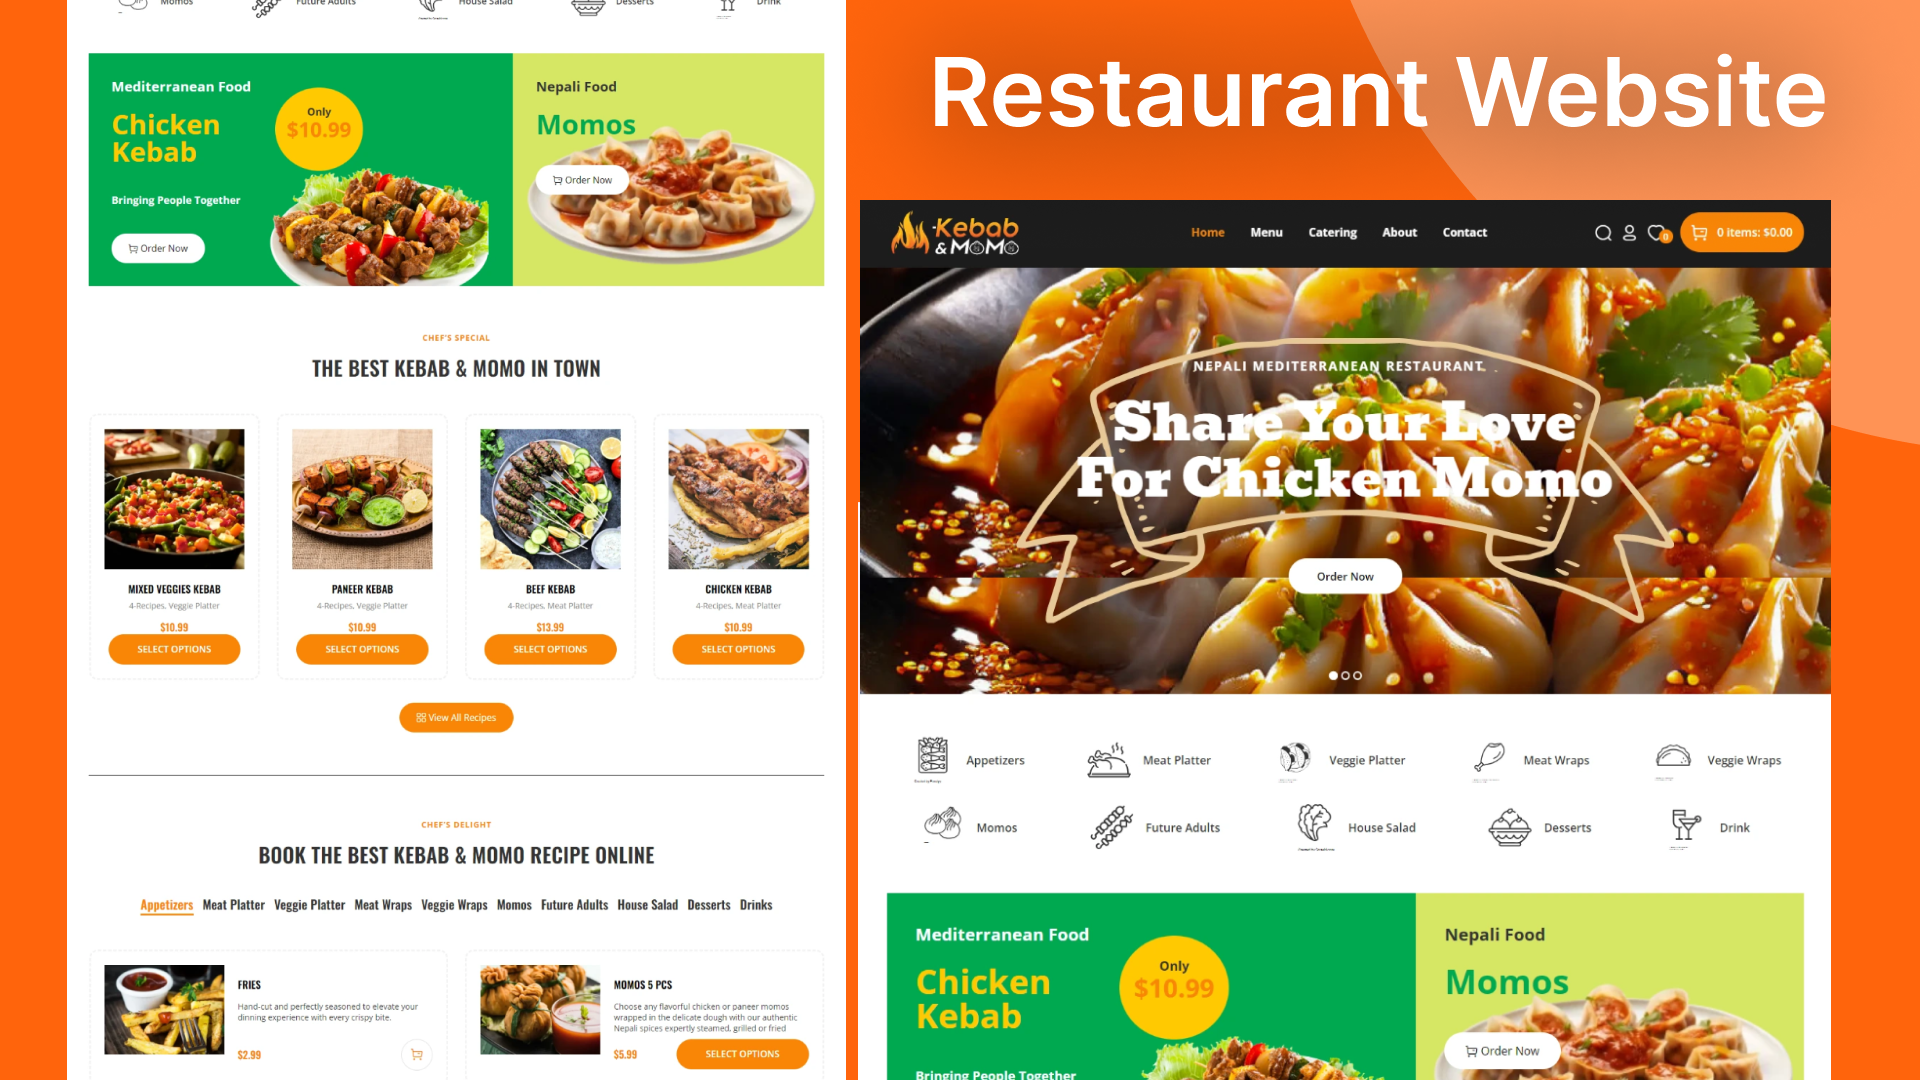 Restaurant Website
Momos
Future Adults
House Salad
Desserts
Drink
Mediterranean Food
Chicken
Kebab
Only
$10.99
Bringing People Together
Order Now
Nepali Food
Momos
Order Now
CHEF'S SPECIAL
THE BEST KEBAB & MOMO IN TOWN
MIXED VEGGIES KEBAB
4-Recipes, Veggie Platter
$10.99
SELECT OPTIONS
PANEER KEBAB
4-Recipes, Veggie Platter
$10.99
SELECT OPTIONS
BEEF KEBAB
4-Recipes, Meat Platter
$13.99
SELECT OPTIONS
CHICKEN KEBAB
4-Recipes, Meat Platter
$10.99
SELECT OPTIONS
View All Recipes
CHEF'S DELIGHT
BOOK THE BEST KEBAB & MOMO RECIPE ONLINE
Appetizers Meat Platter Veggie Platter Meat Wraps Veggie Wraps Momos Future Adults House Salad Desserts Drinks
FRIES
Hand-cut and perfectly seasoned to elevate your
dinning experience with every crispy bite.
$2.99
MOMOS 5 PCS
Choose any flavorful chicken or paneer momos
wrapped in the delicate dough with our authentic
Nepali spices expertly steamed, grilled or fried
$5.99
SELECT OPTIONS
Kebab
& MOMO
Home Menu Catering About Contact
0
0 items: $0.00
NEPALI MEDITERRANEAN RESTAURANT
Share Your Love
For Chicken Momo
Order Now
Appetizers
Meat Platter
Veggie Platter
Meat Wraps
Veggie Wraps
Momos
Future Adults
House Salad
Desserts
Drink
Mediterranean Food
Chicken
Kebab
Only
$10.99
Bringing People Together
Nepali Food
Momos
Order Now